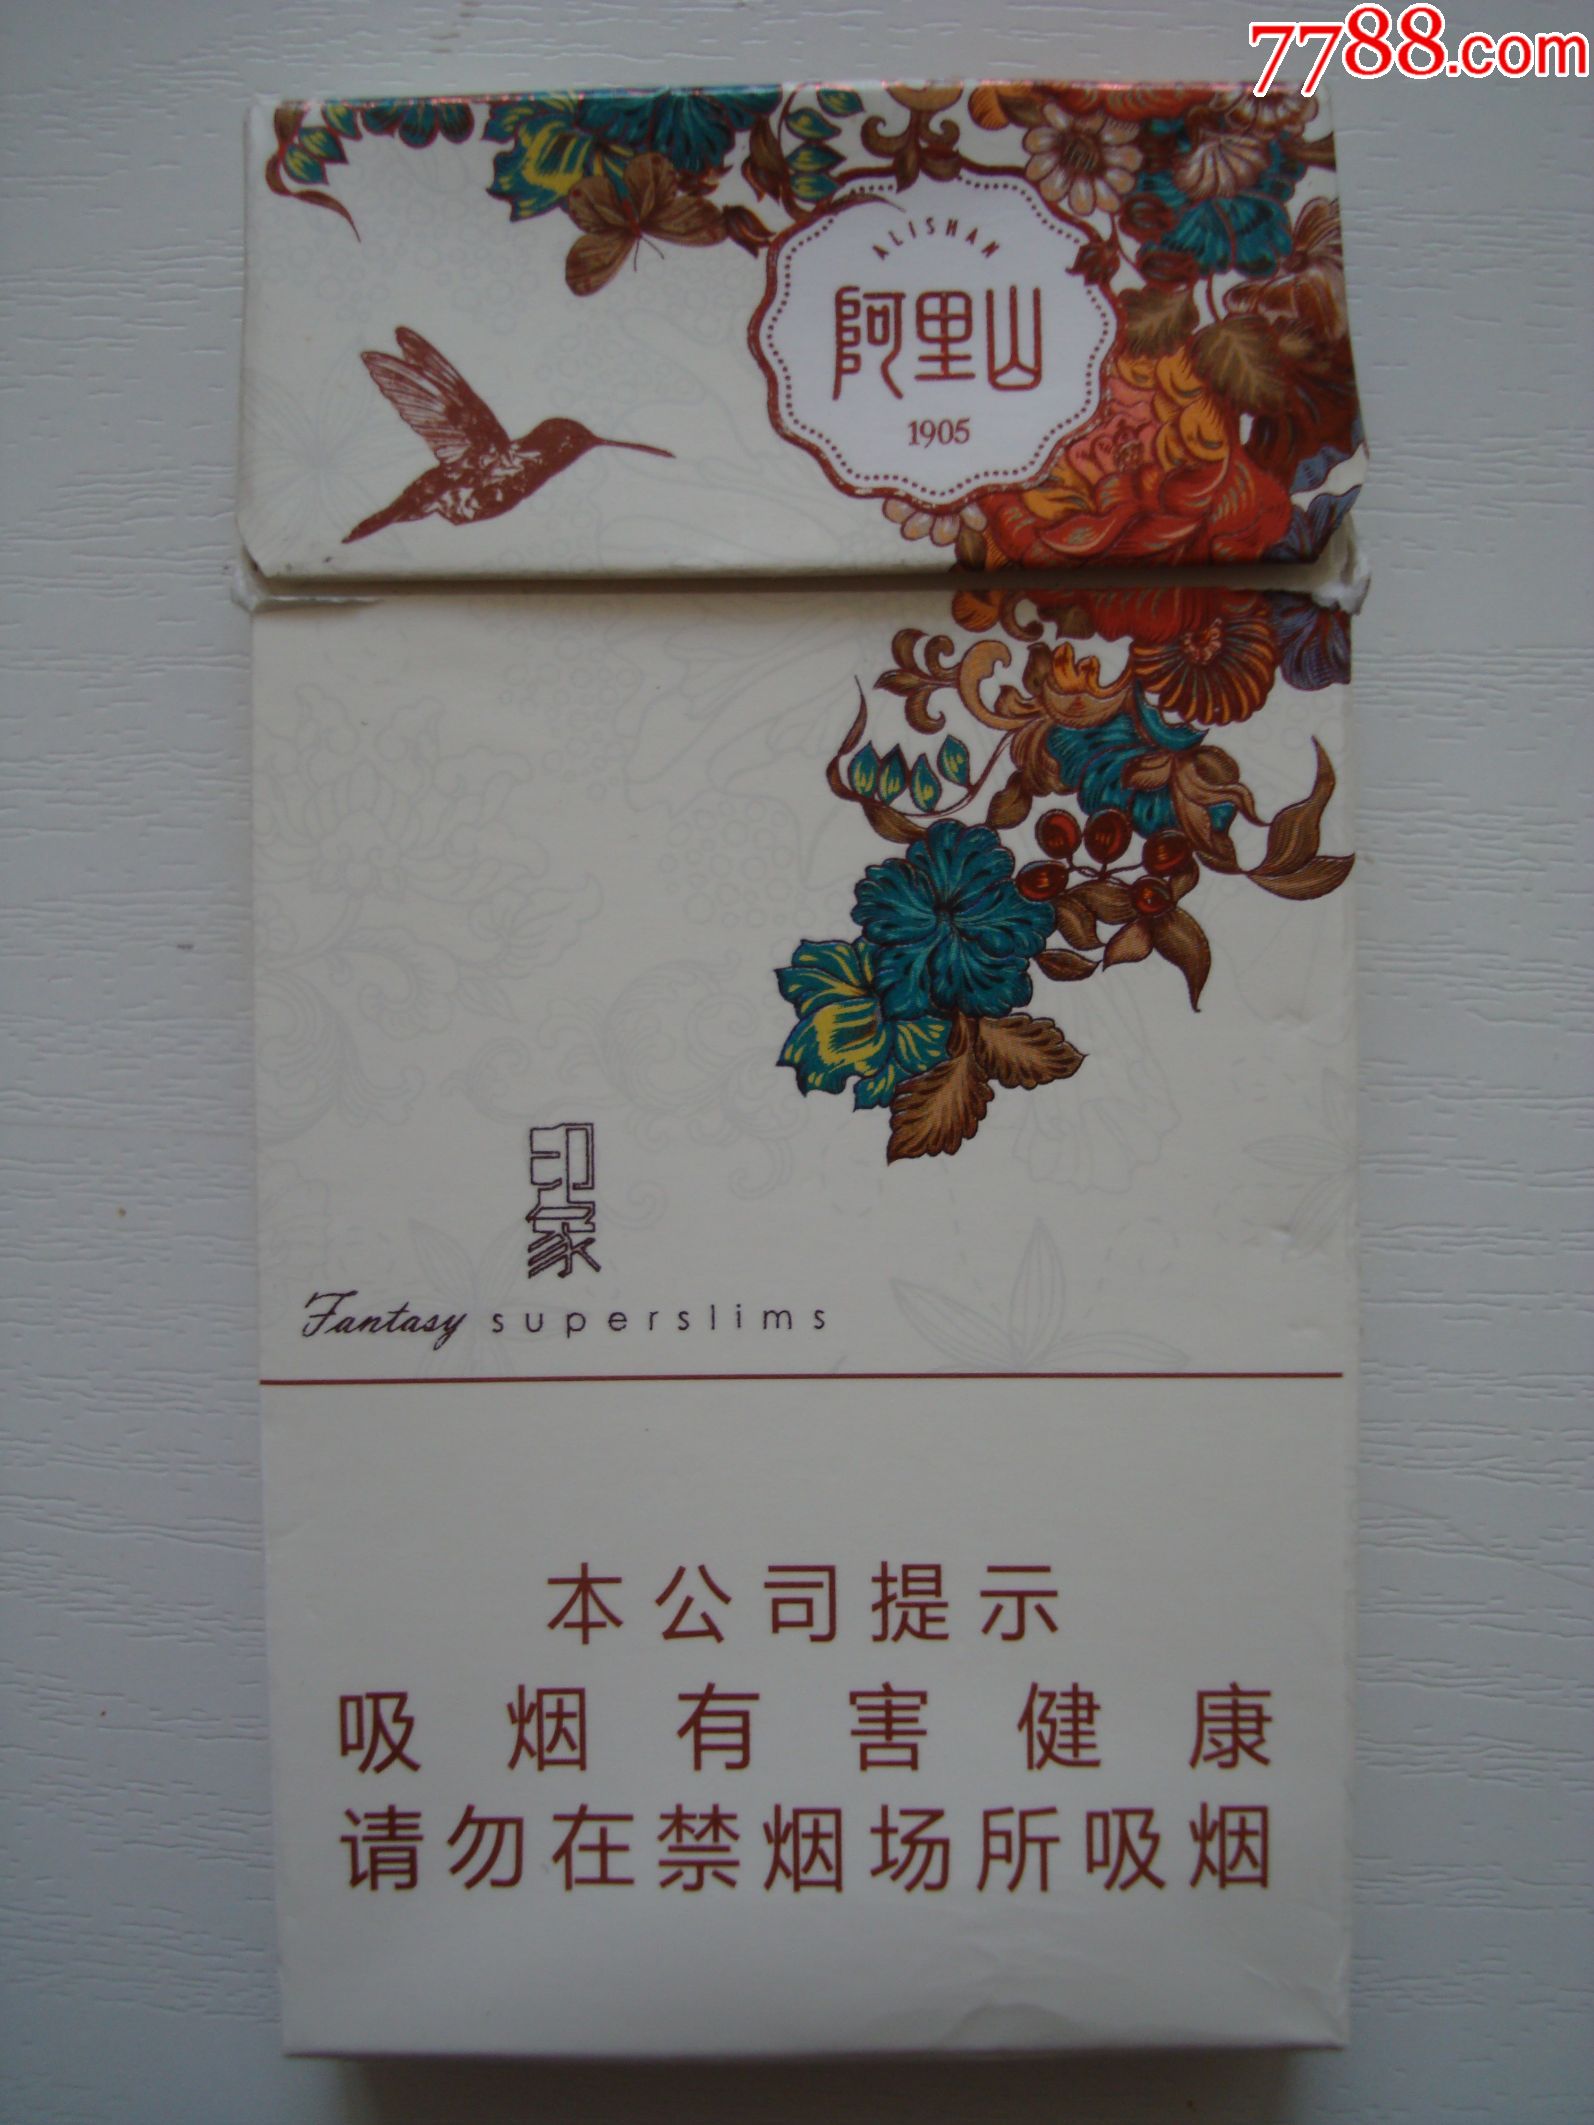 7788.com
ALISHAN
阿里山
1905
印象
Fantasy superslims
本公司提示
吸烟有害健康
请勿在禁烟场所吸烟